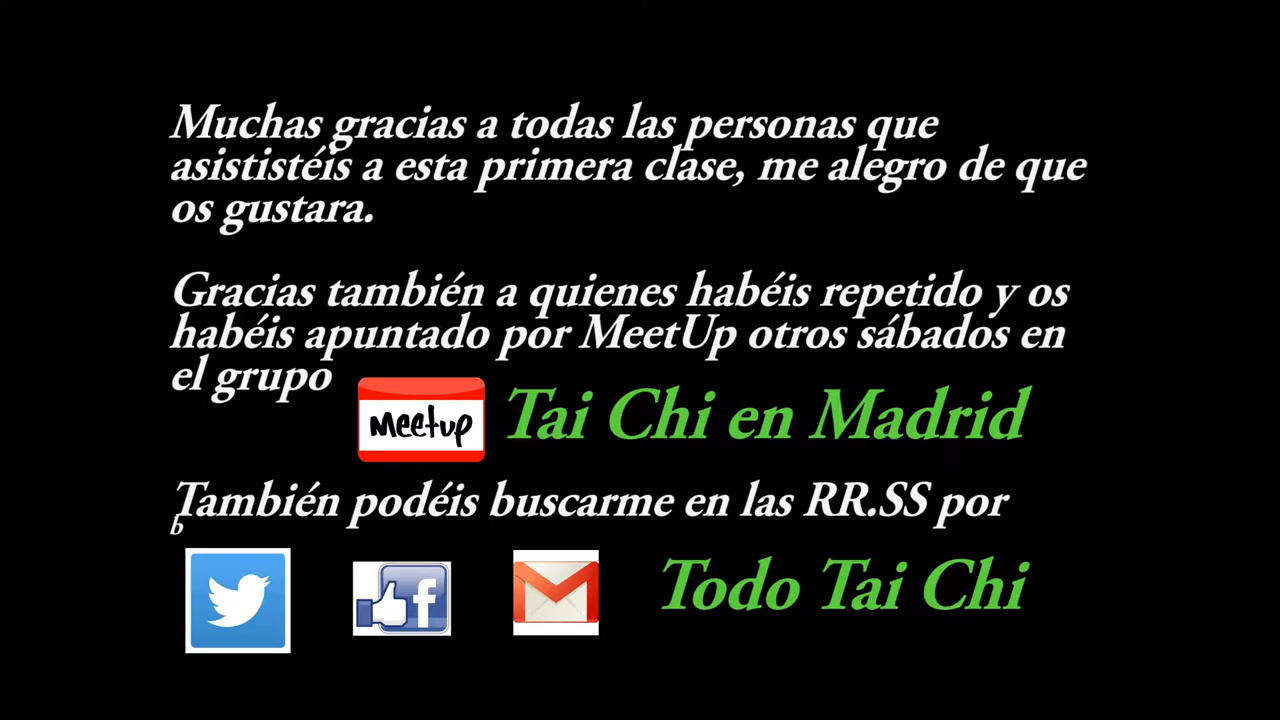 Muchas gracias a todas las personas que
asististéis a esta primera clase, me alegro de que
os gustara.
Gracias también a quienes habéis repetido y os
habéis apuntado por MeetUp otros sábados en
el grupo
Meetup Tai Chi en Madrid
También podéis buscarme en las RR.SS por
b
f Todo Tai Chi